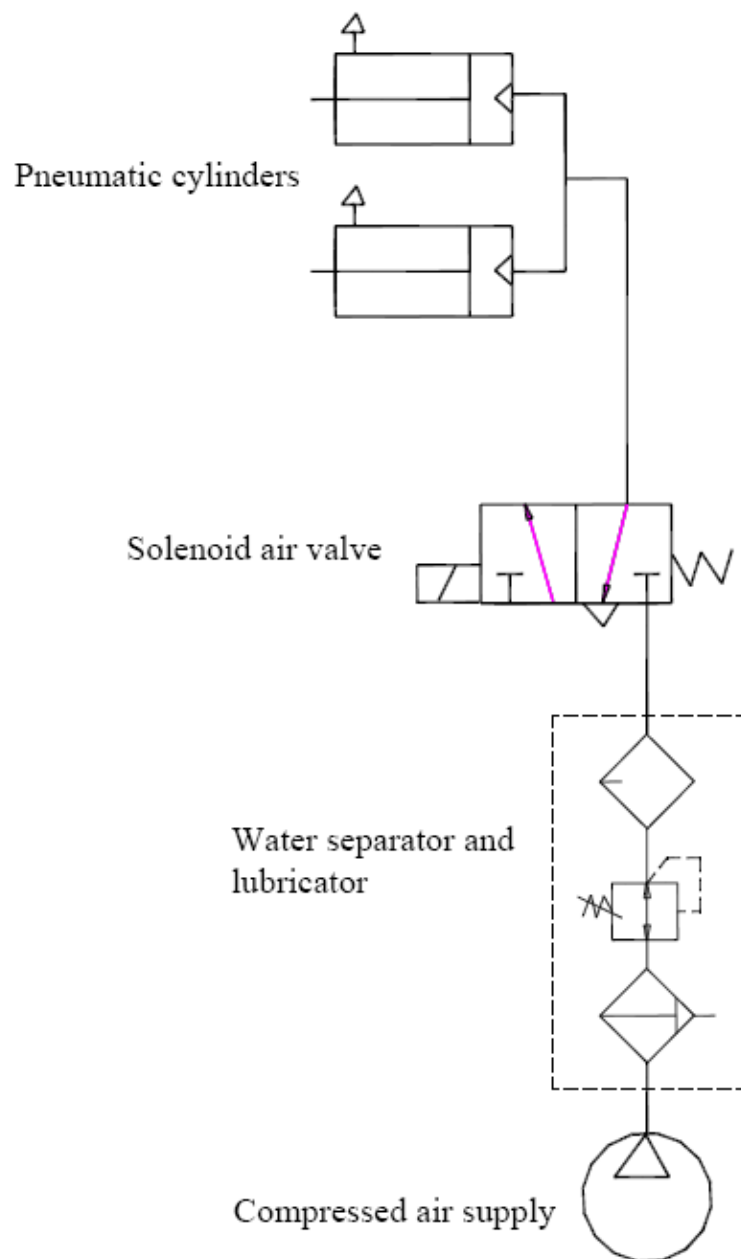 Pneumatic cylinders
Solenoid air valve
Water separator and
lubricator
Compressed air supply